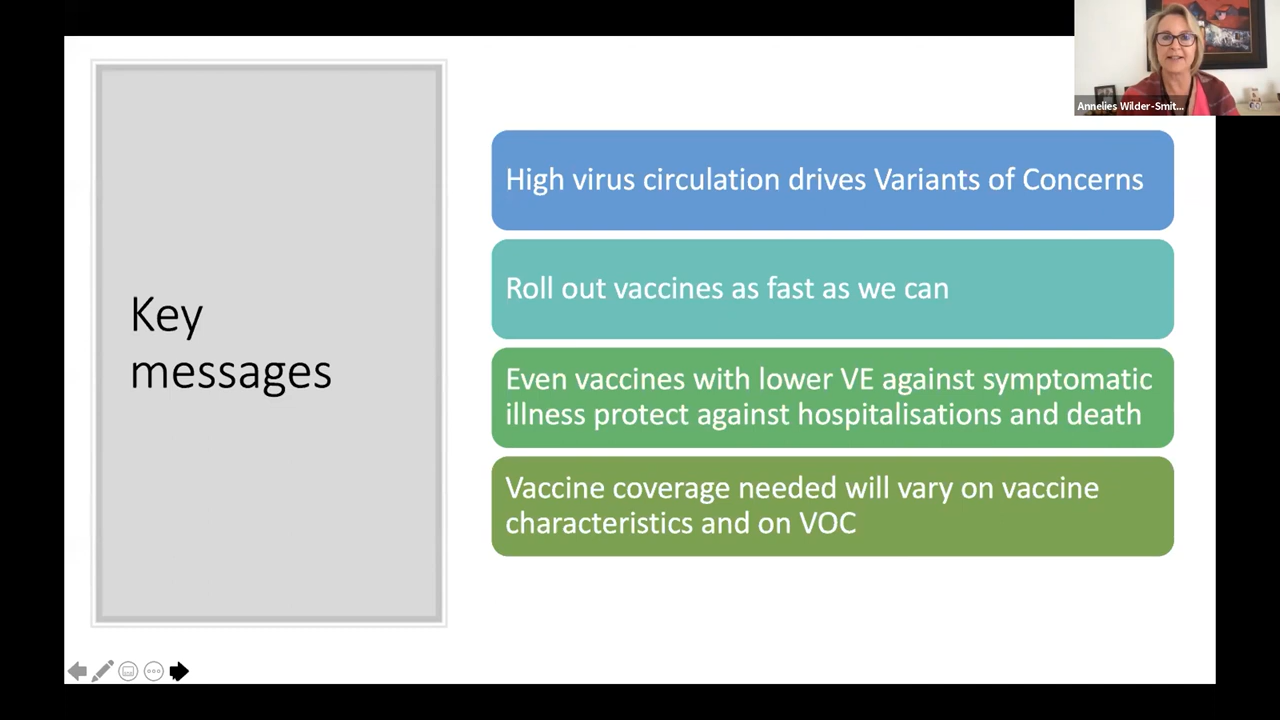 Annelies Wilder-Smit...
High virus circulation drives Variants of Concerns
Roll out vaccines as fast as we can
Key
messages
Even vaccines with lower VE against symptomatic
illness protect against hospitalisations and death
Vaccine coverage needed will vary on vaccine
characteristics and on VOC